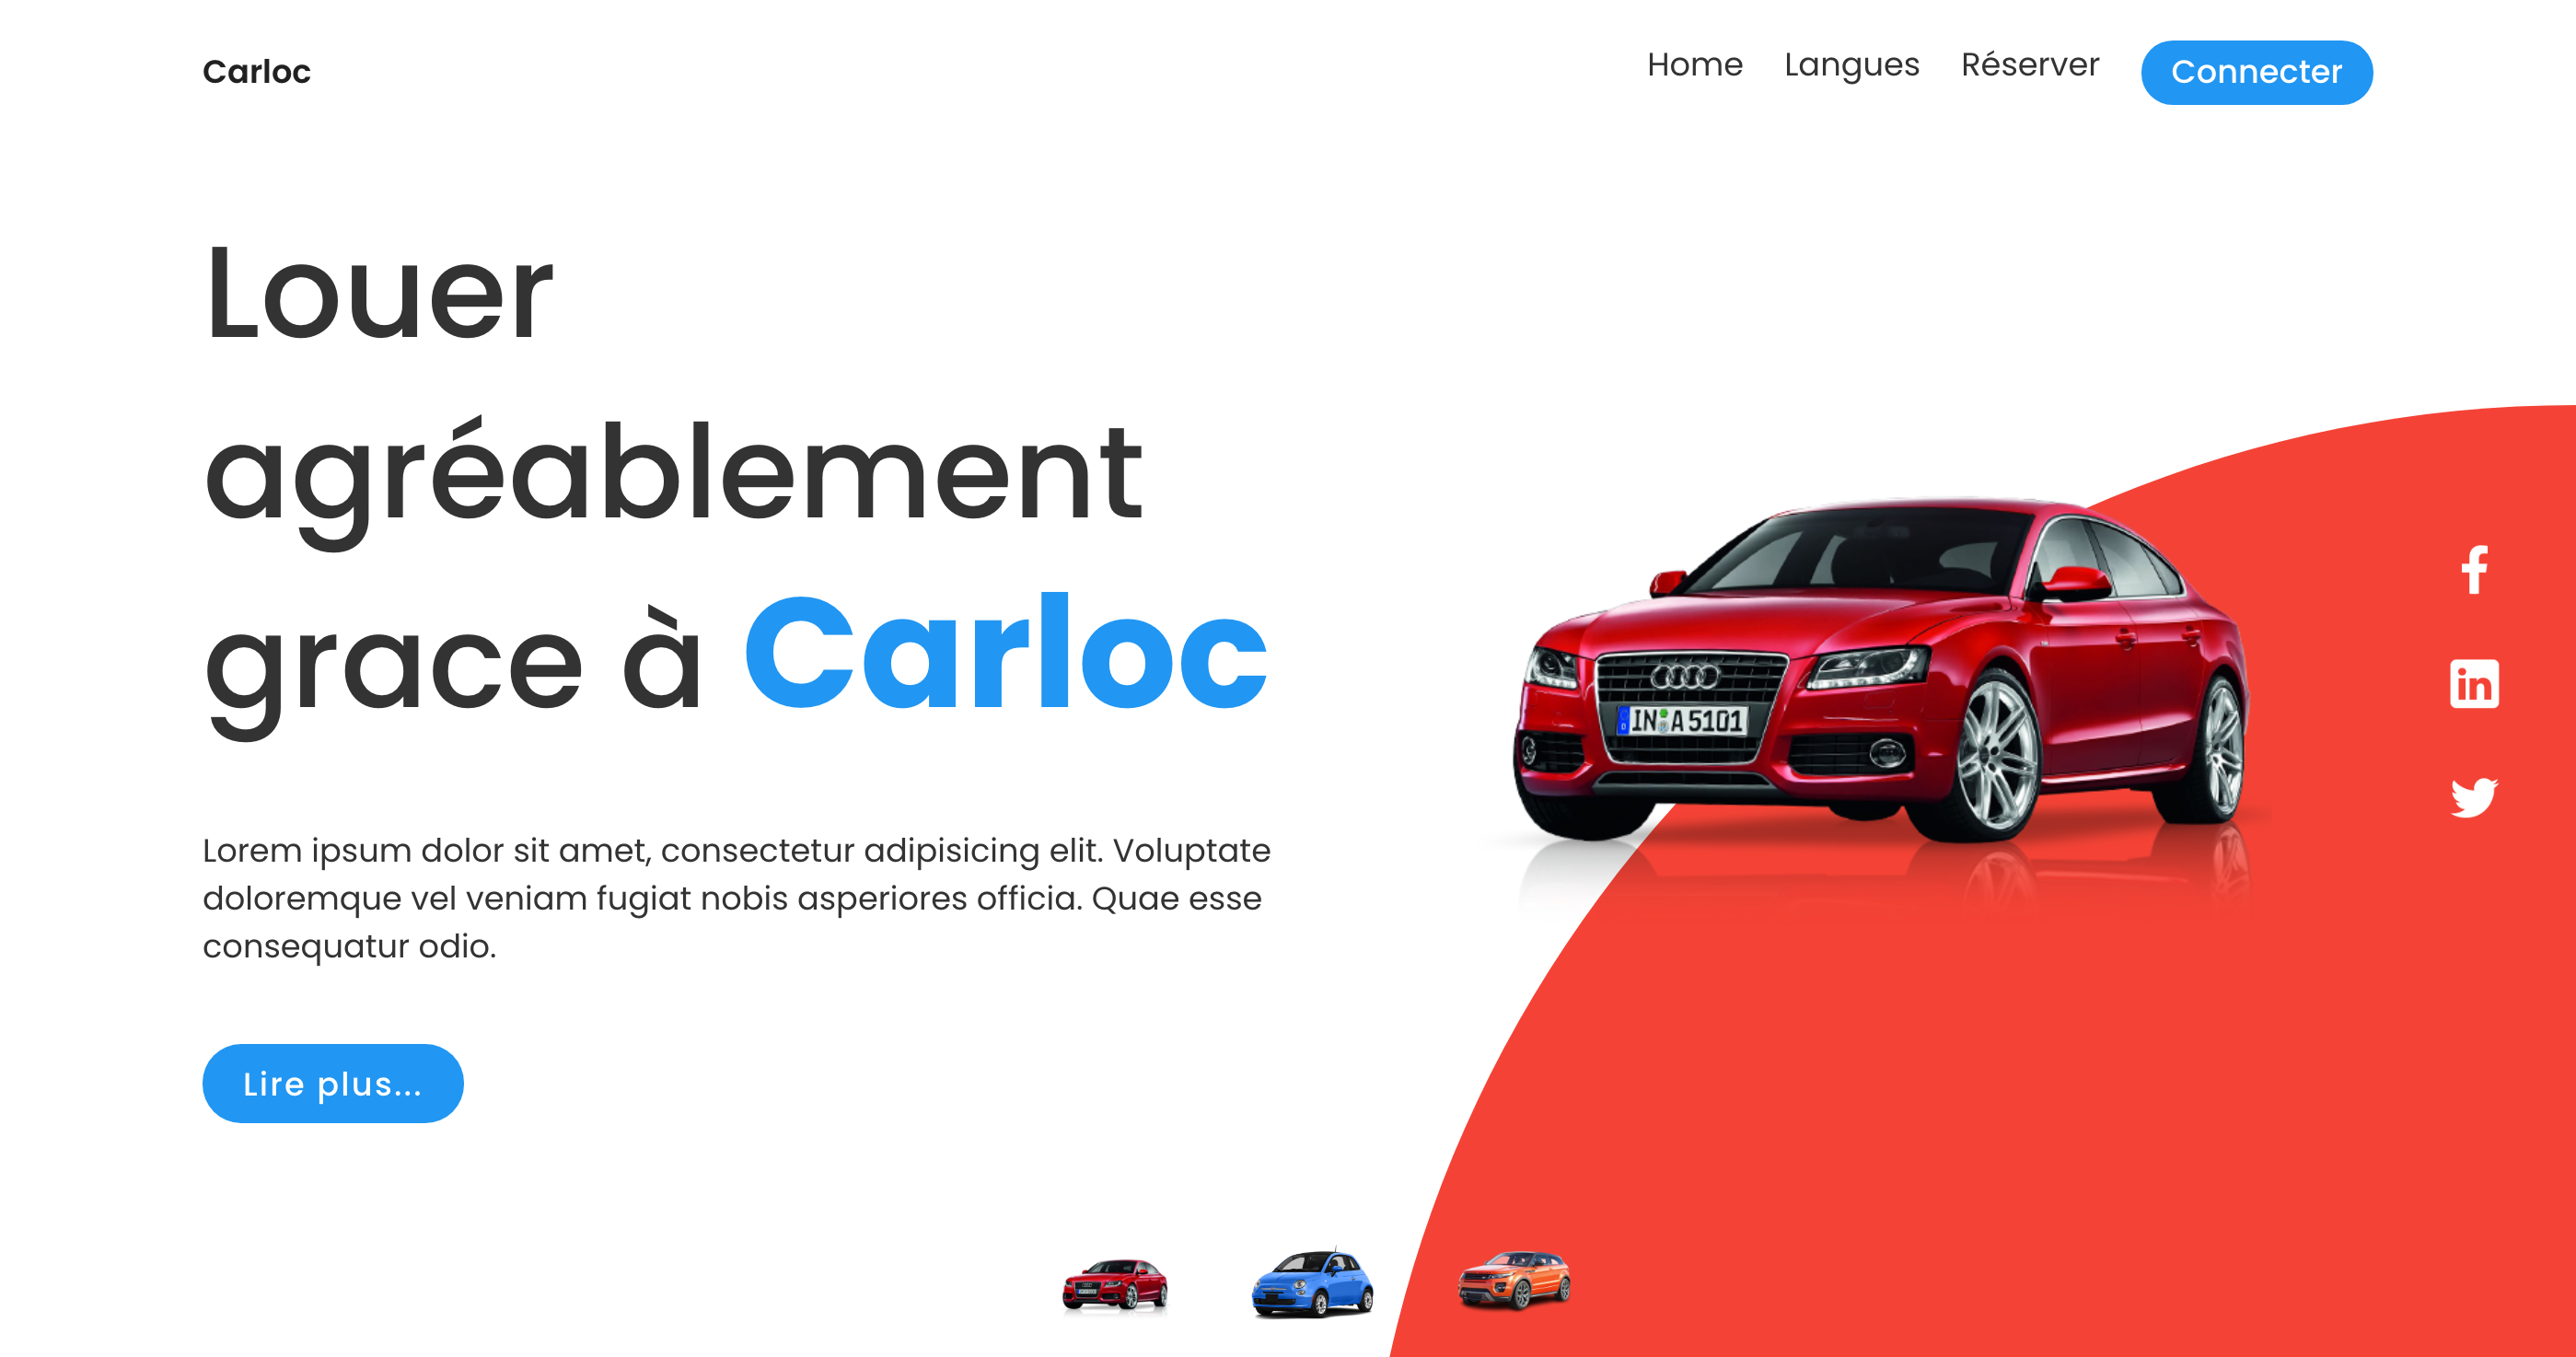 Carloc
Home Langues Réserver Connecter
Louer
agréablement
grace à Carloc
IN A 5101
Lorem ipsum dolor sit amet, consectetur adipisicing elit. Voluptate
doloremque vel veniam fugiat nobis asperiores officia. Quae esse
consequatur odio.
Lire plus...
f
in